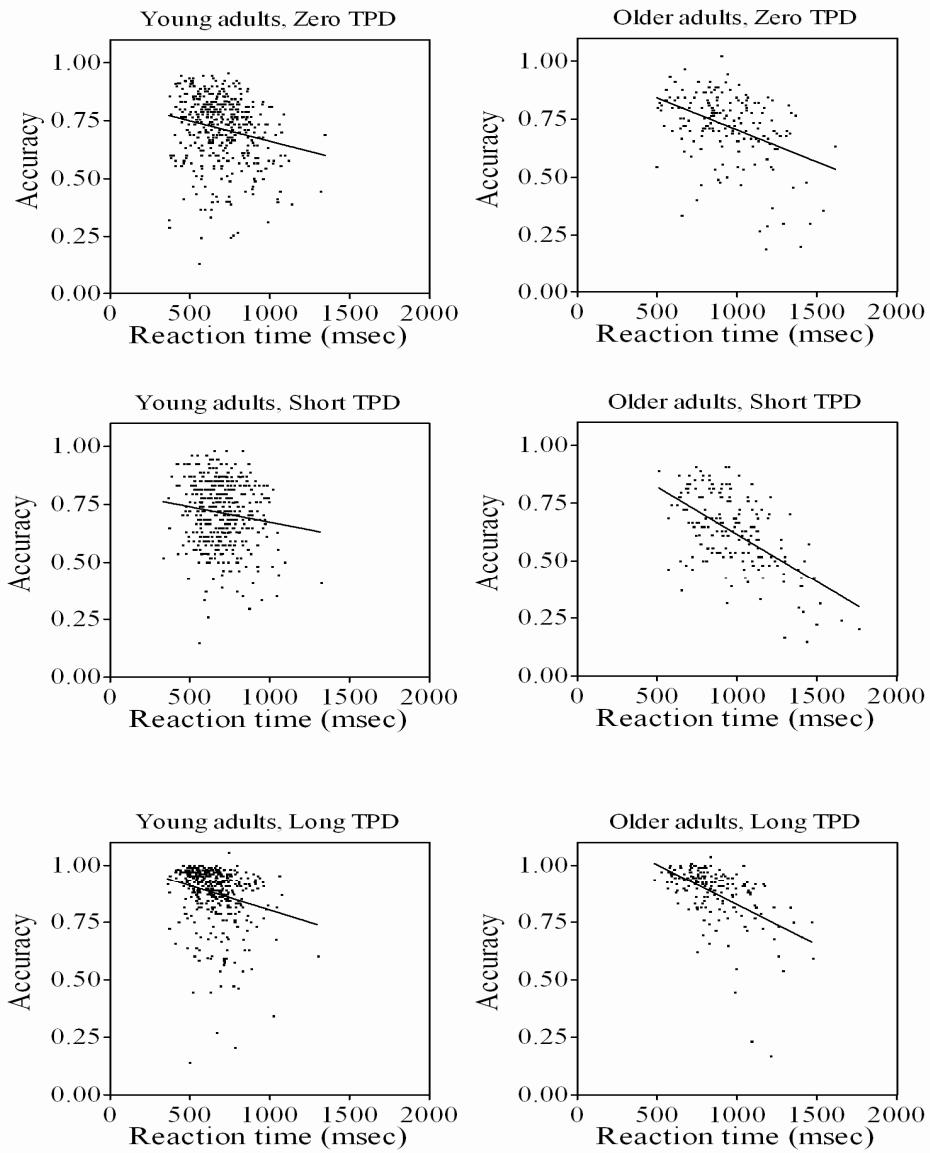 Young adults, Zero TPD
Accuracy
1.00
0.75
0.50
0.25
0.00
0 500 1000 1500 2000
Reaction time (msec)
Older adults, Zero TPD
Accuracy
1.00
0.75
0.50
0.25
0.00
0 500 1000 1500 2000
Reaction time (msec)
Young adults, Short TPD
Accuracy
1.00
0.75
0.50
0.25
0.00
0 500 1000 1500 2000
Reaction time (msec)
Older adults, Short TPD
Accuracy
1.00
0.75
0.50
0.25
0.00
0 500 1000 1500 2000
Reaction time (msec)
Young adults, Long TPD
Accuracy
1.00
0.75
0.50
0.25
0.00
0 500 1000 1500 2000
Reaction time (msec)
Older adults, Long TPD
Accuracy
1.00
0.75
0.50
0.25
0.00
0 500 1000 1500 2000
Reaction time (msec)